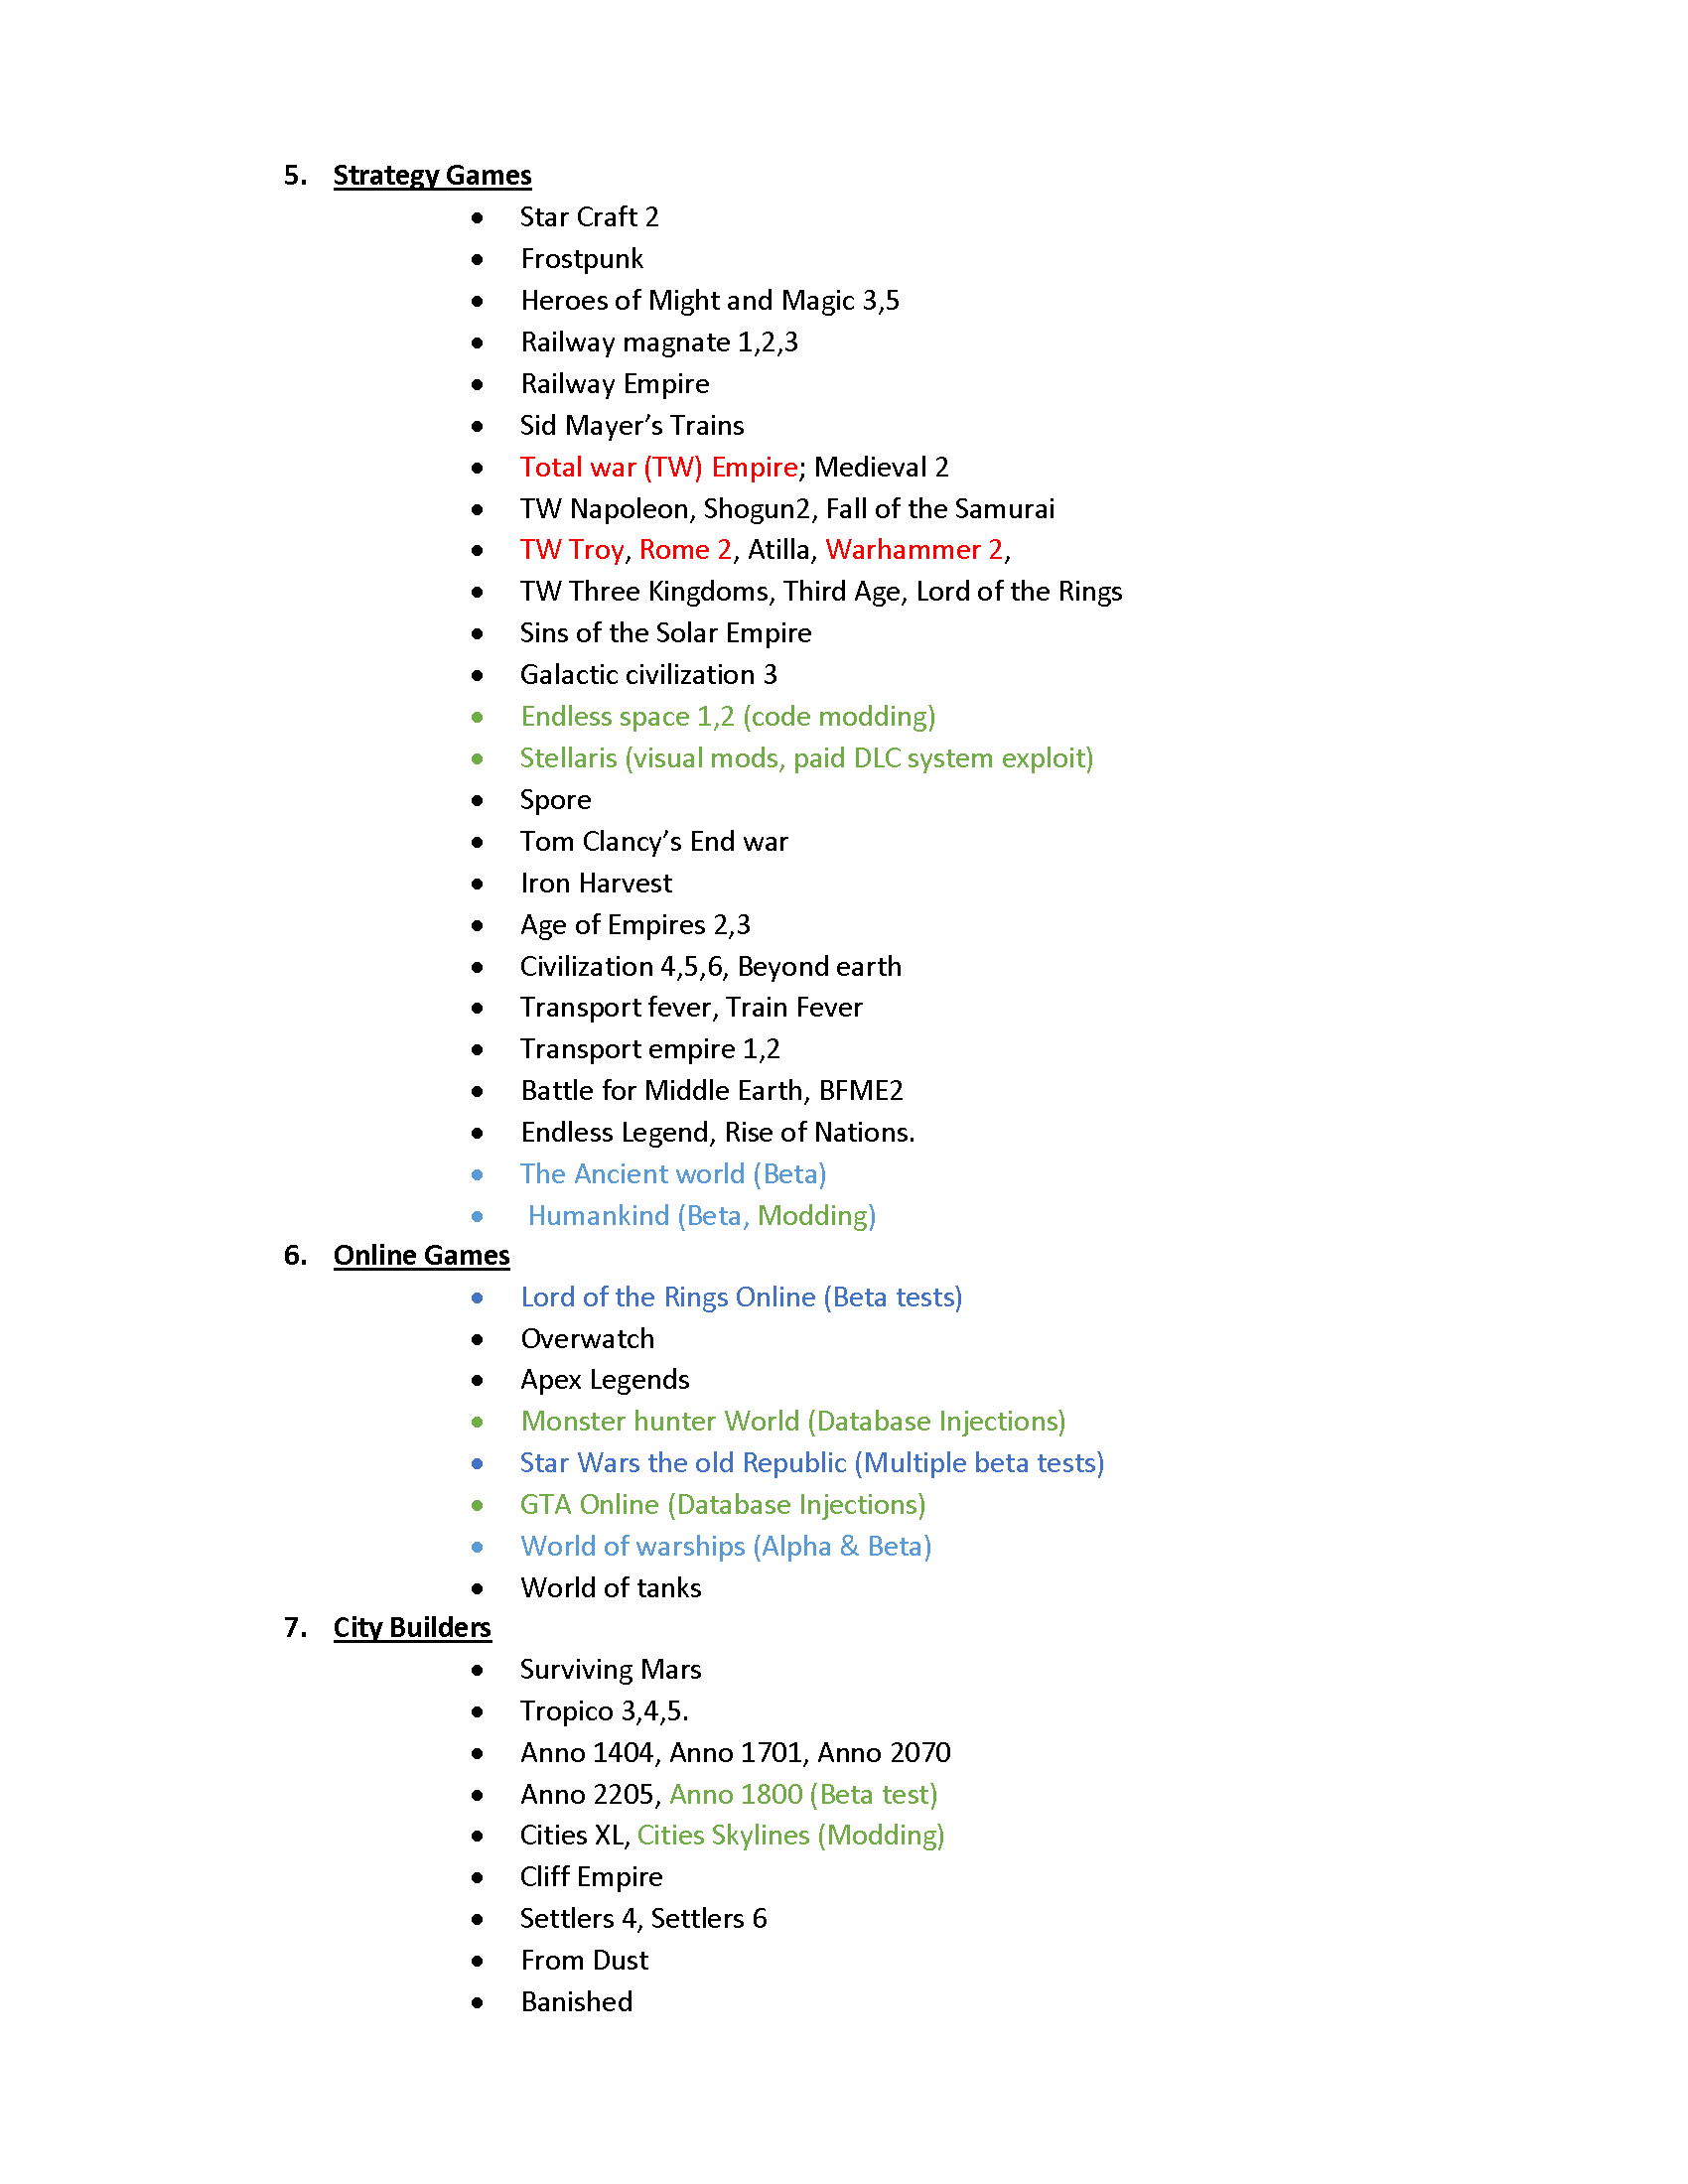 5. Strategy Games
• Star Craft 2
• Frostpunk
• Heroes of Might and Magic 3,5
• Railway magnate 1,2,3
• Railway Empire
• Sid Mayer’s Trains
• Total war (TW) Empire; Medieval 2
• TW Napoleon, Shogun2, Fall of the Samurai
• TW Troy, Rome 2, Atilla, Warhammer 2,
• TW Three Kingdoms, Third Age, Lord of the Rings
• Sins of the Solar Empire
• Galactic civilization 3
• Endless space 1,2 (code modding)
• Stellaris (visual mods, paid DLC system exploit)
• Spore
• Tom Clancy’s End war
• Iron Harvest
• Age of Empires 2,3
• Civilization 4,5,6, Beyond earth
• Transport fever, Train Fever
• Transport empire 1,2
• Battle for Middle Earth, BFME2
• Endless Legend, Rise of Nations.
• The Ancient world (Beta)
• Humankind (Beta, Modding)
6. Online Games
• Lord of the Rings Online (Beta tests)
• Overwatch
• Apex Legends
• Monster hunter World (Database Injections)
• Star Wars the old Republic (Multiple beta tests)
• GTA Online (Database Injections)
• World of warships (Alpha & Beta)
• World of tanks
7. City Builders
• Surviving Mars
• Tropico 3,4,5.
• Anno 1404, Anno 1701, Anno 2070
• Anno 2205, Anno 1800 (Beta test)
• Cities XL, Cities Skylines (Modding)
• Cliff Empire
• Settlers 4, Settlers 6
• From Dust
• Banished